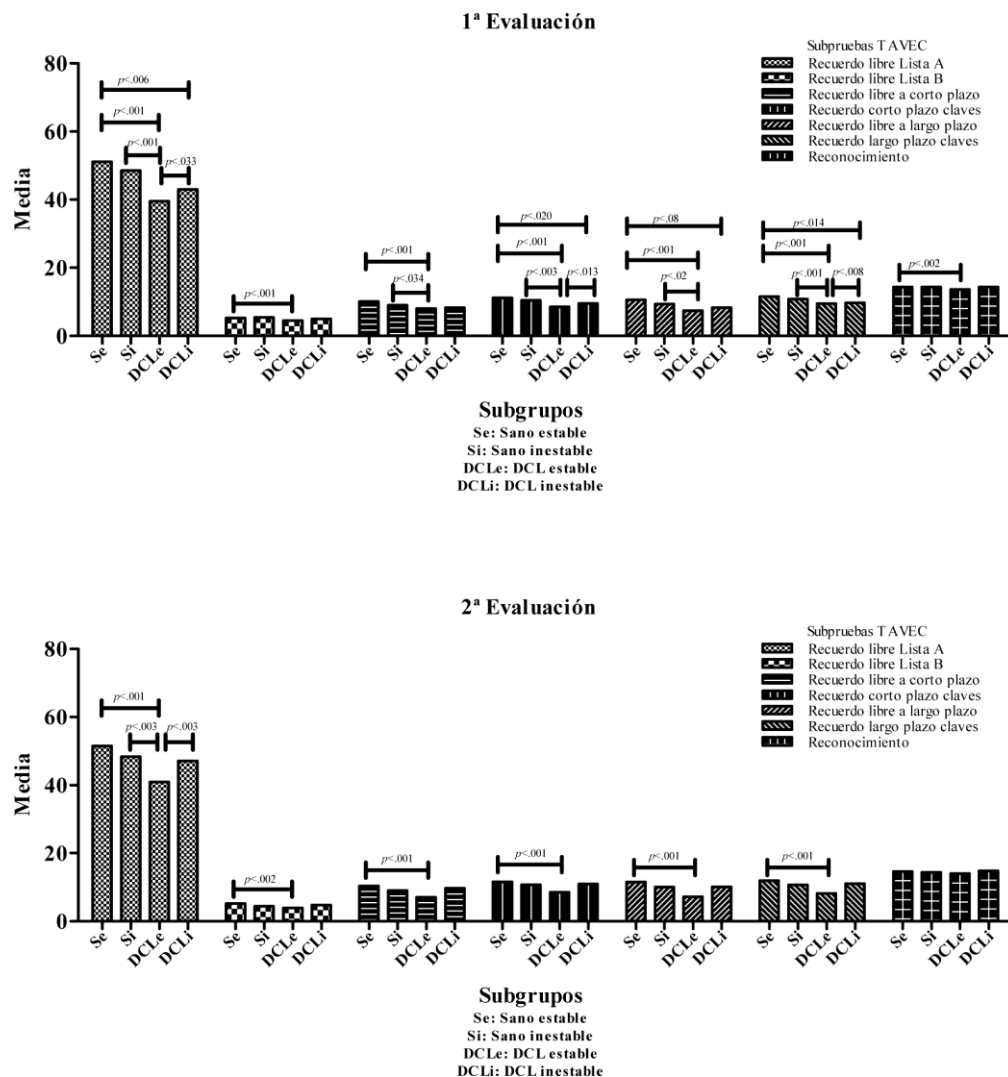 1ª Evaluación
Subpruebas TAVEC
Recuerdo libre Lista A
Recuerdo libre Lista B
Recuerdo libre a corto plazo
Recuerdo corto plazo claves
Recuerdo libre a largo plazo
Recuerdo largo plazo claves
Reconocimiento
Media
80
60
40
20
0
p<.006
p<.001
p<.001
p<.033
p<.001
p<.001
p<.034
p<.020
p<.001
p<.003 p<.013
p<.08
p<.001
p<.02
p<.014
p<.001
p<.001 p<.008
p<.002
Se Si DCLe DCLi Se Si DCLe DCLi Se Si DCLe DCLi Se Si DCLe DCLi Se Si DCLe DCLi Se Si DCLe DCLi Se Si DCLe DCLi
Subgrupos
Se: Sano estable
Si: Sano inestable
DCLe: DCL estable
DCLi: DCL inestable
2ª Evaluación
Subpruebas TAVEC
Recuerdo libre Lista A
Recuerdo libre Lista B
Recuerdo libre a corto plazo
Recuerdo corto plazo claves
Recuerdo libre a largo plazo
Recuerdo largo plazo claves
Reconocimiento
Media
80
60
40
20
0
p<.001
p<.003 p<.003
p<.002
p<.001
p<.001
p<.001
p<.001
Se Si DCLe DCLi Se Si DCLe DCLi Se Si DCLe DCLi Se Si DCLe DCLi Se Si DCLe DCLi Se Si DCLe DCLi Se Si DCLe DCLi
Subgrupos
Se: Sano estable
Si: Sano inestable
DCLe: DCL estable
DCLi: DCL inestable